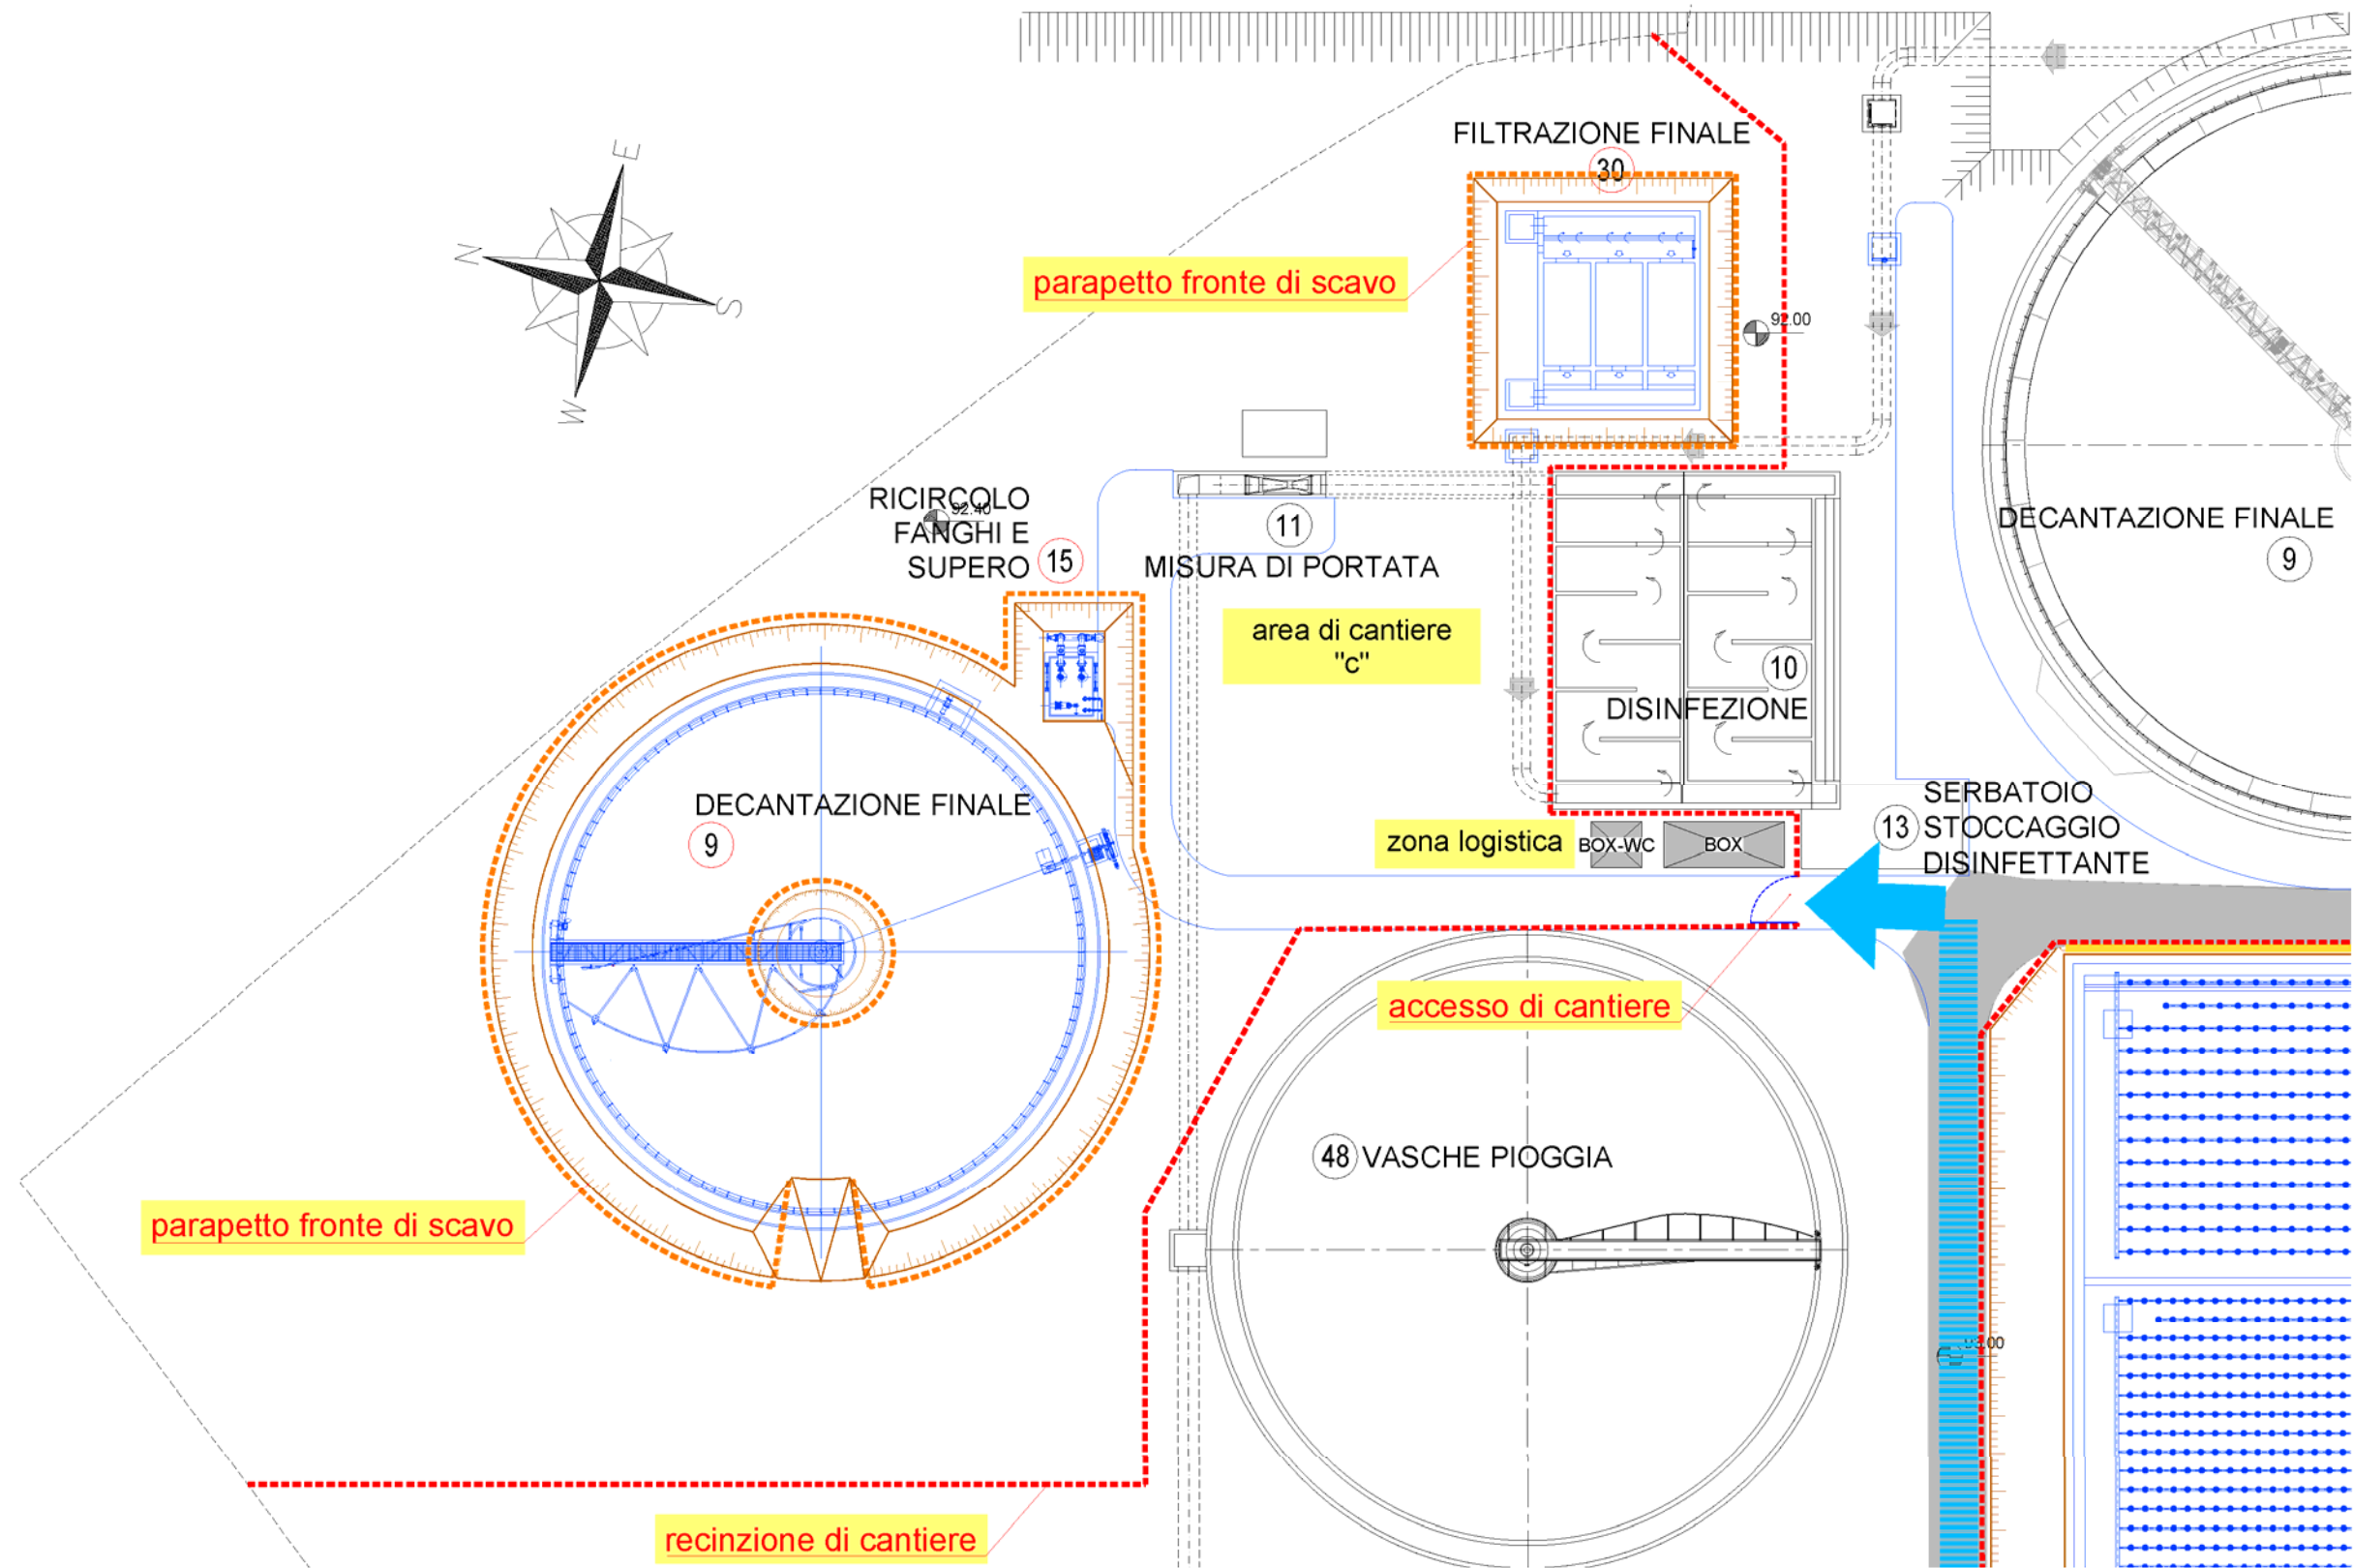 FILTRAZIONE FINALE
30
E
N
S
W
parapetto fronte di scavo
92.00
RICIRCOLO
92.40
FANGHI E
SUPERO
15
11
MISURA DI PORTATA
DECANTAZIONE FINALE
9
area di cantiere
"c"
10
DISINFEZIONE
DECANTAZIONE FINALE
9
SERBATOIO
13 STOCCAGGIO
DISINFETTANTE
zona logistica
BOX-WC
BOX
accesso di cantiere
48 VASCHE PIOGGIA
parapetto fronte di scavo
recinzione di cantiere